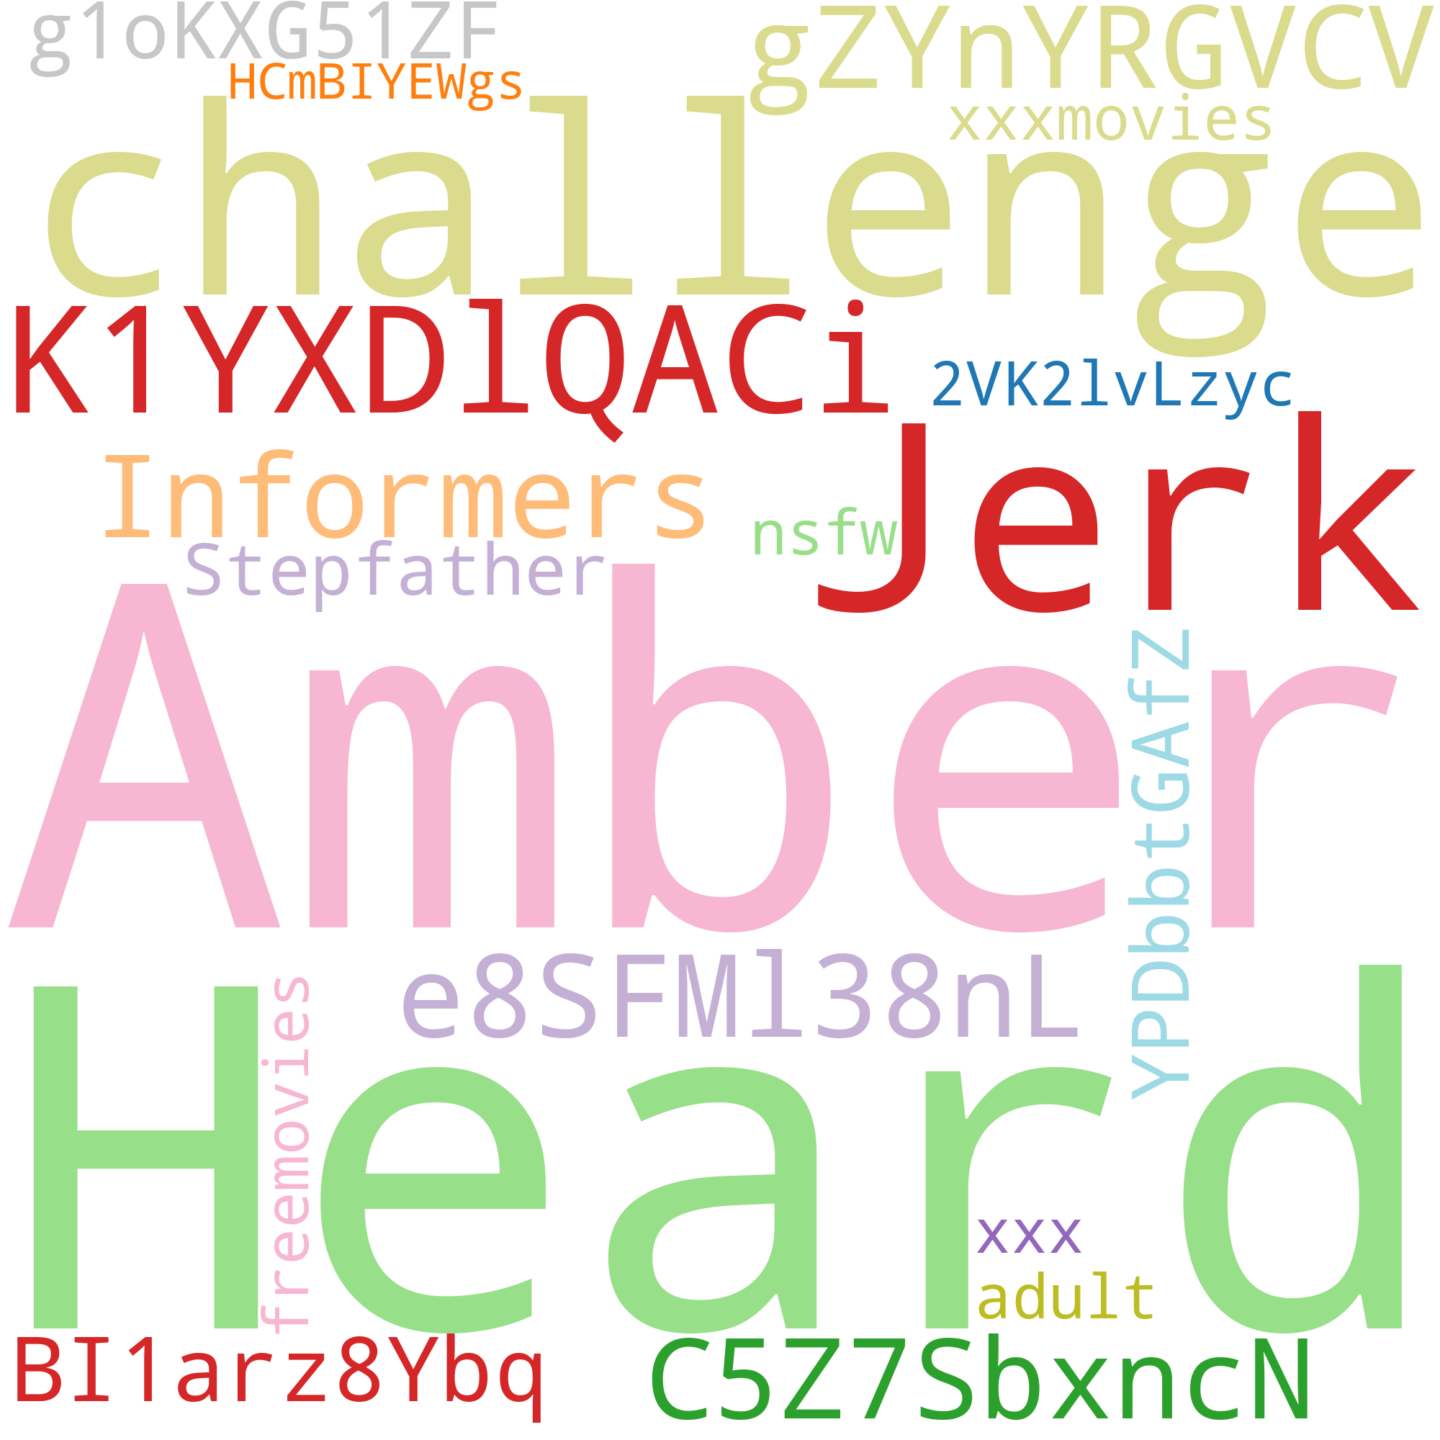 g1oKXG51ZF
gZYnYRGVCV
HCmBIYEWgs
xxxmovies
challenge
K1YXDlQACi
2VK2lvLzyc
Jerk
Informers
nsfw
Stepfather
Amber
YPDbbtGAfZ
e8SFMl38nL
Heard
freemovies
xxx
adult
BI1arz8Ybq
C5Z7SbxncN